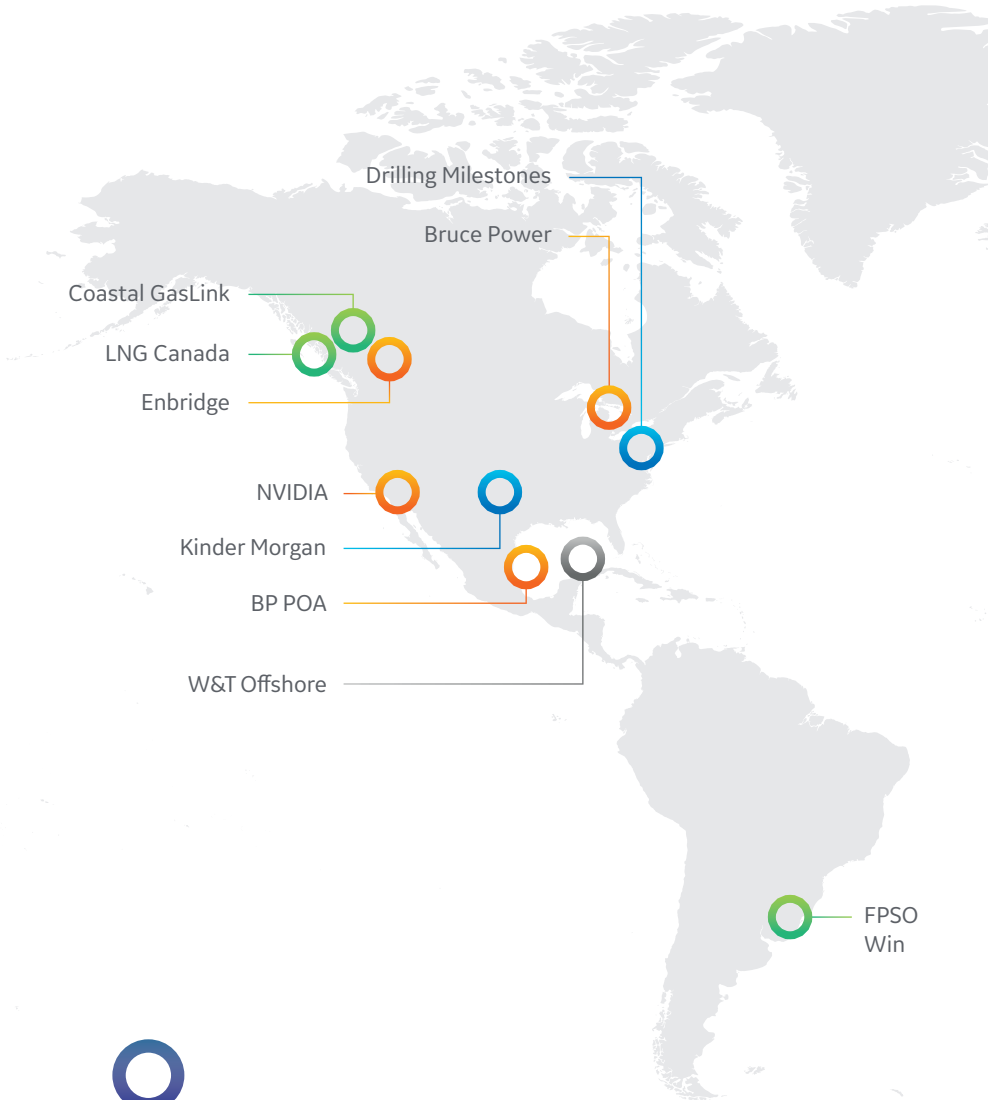 Drilling Milestones
Bruce Power
Coastal GasLink
LNG Canada
Enbridge
NVIDIA
Kinder Morgan
BP POA
W&T Offshore
FPSO
Win